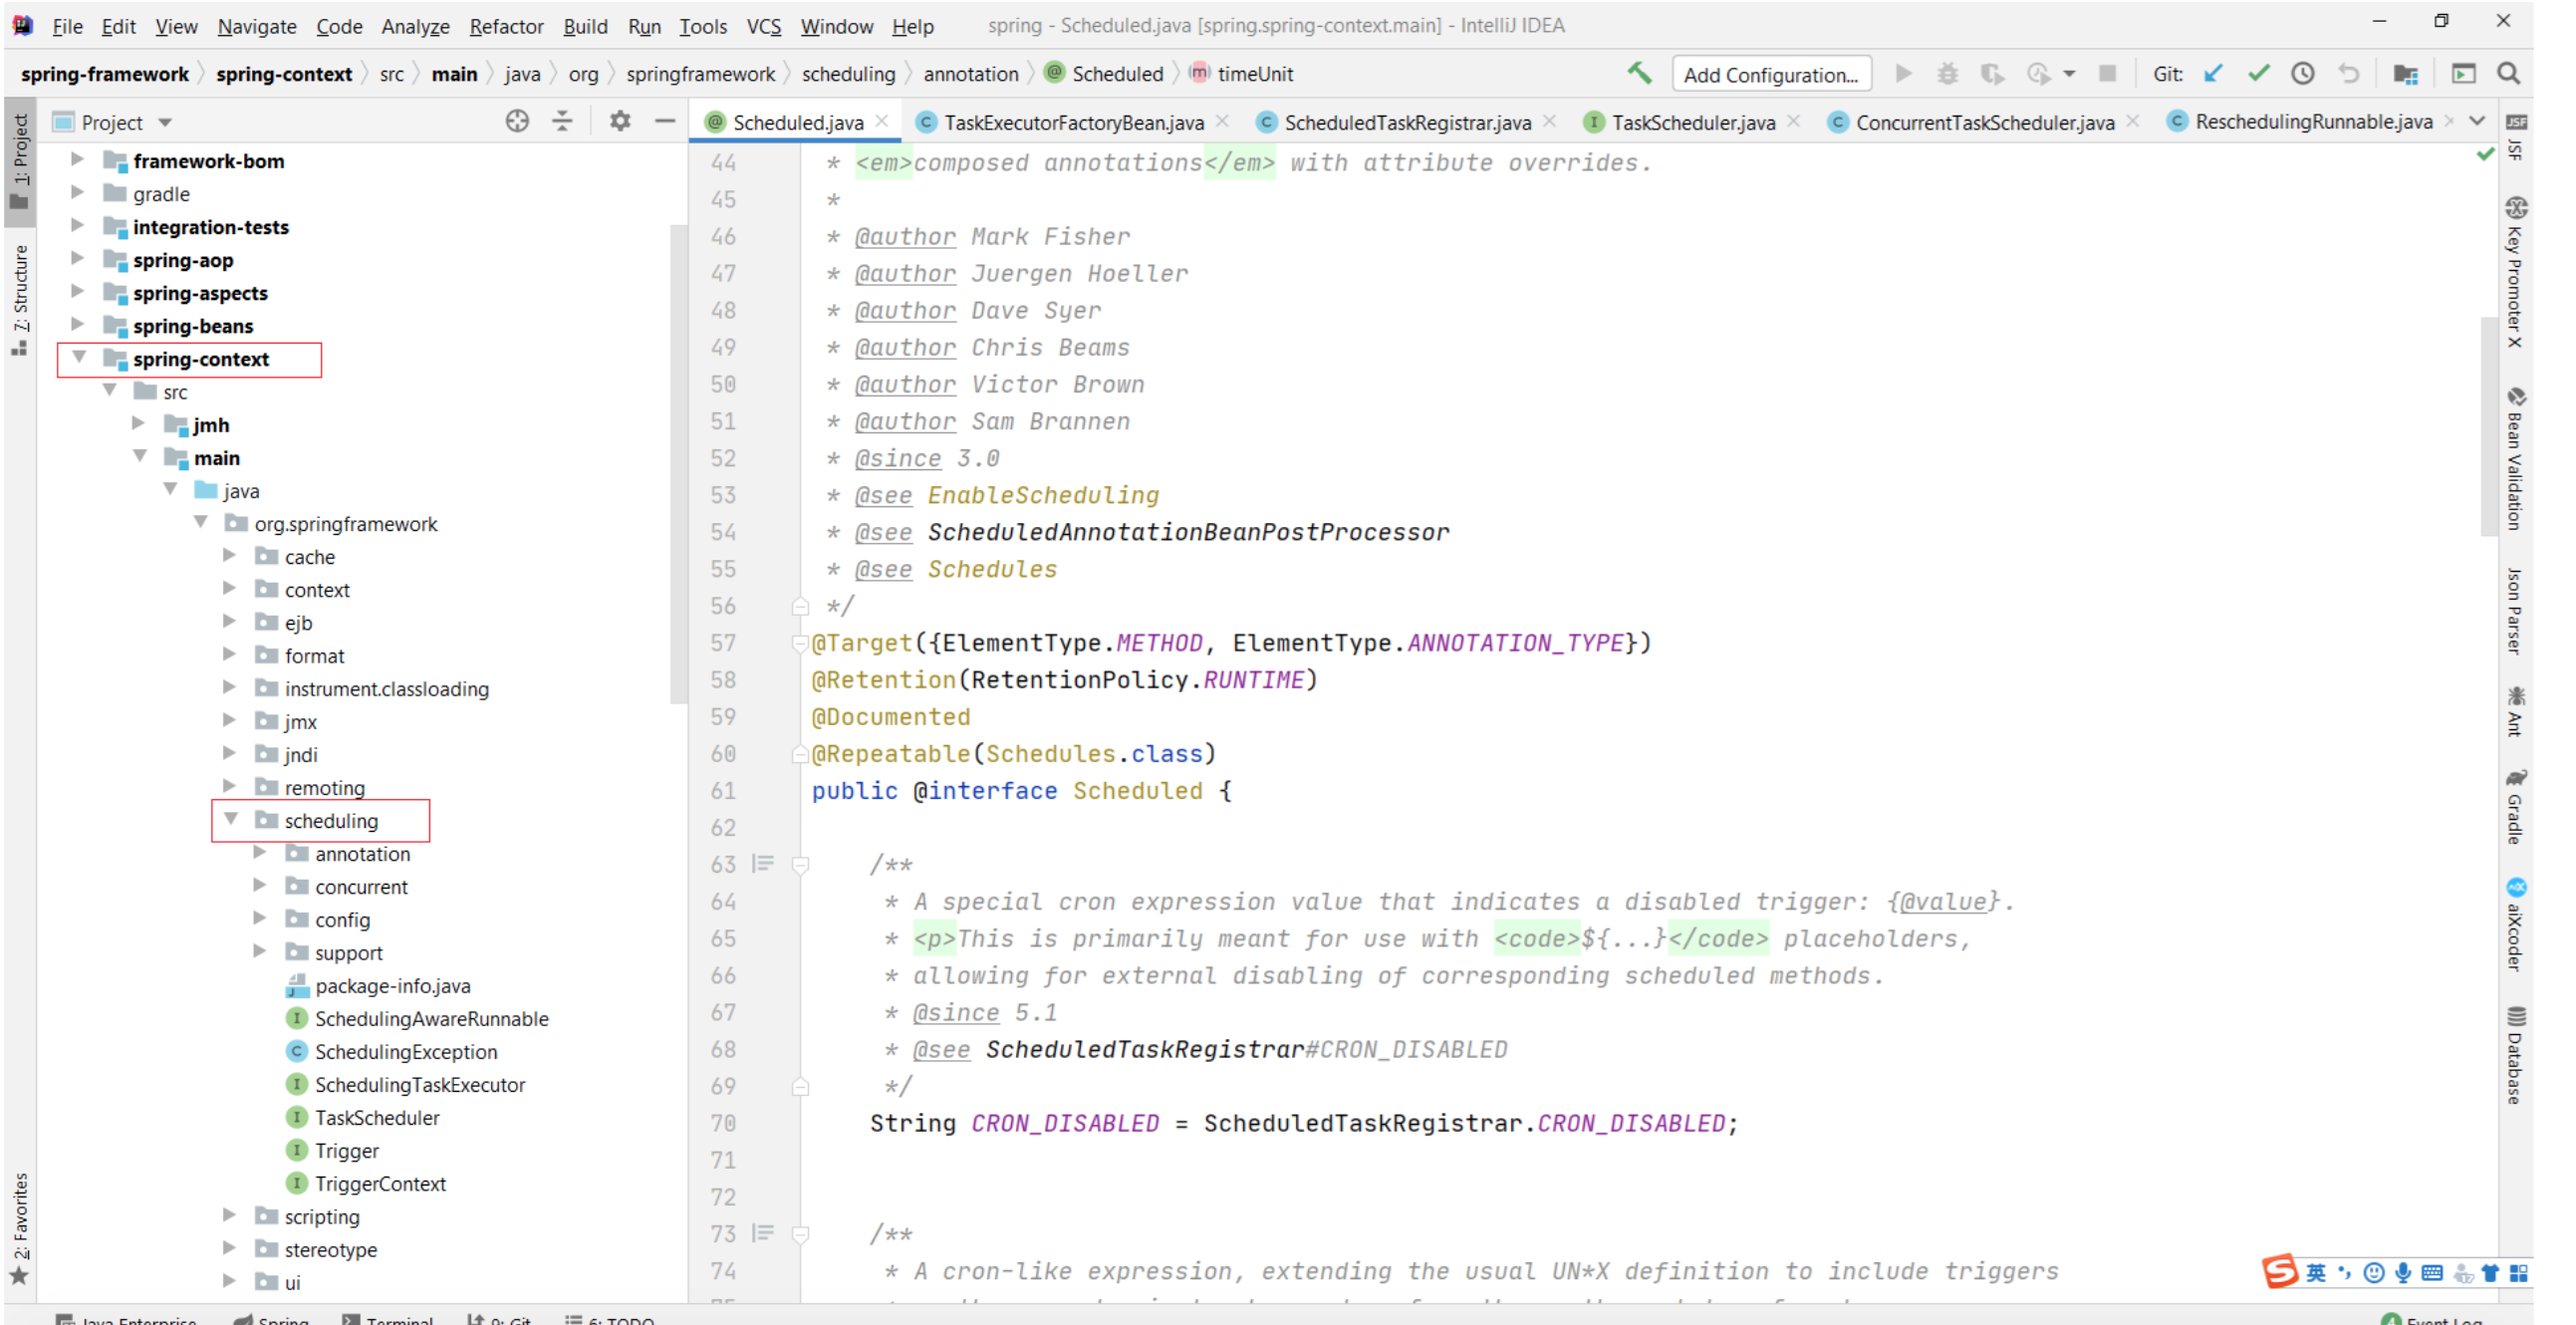 File Edit View Navigate Code Analyze Refactor Build Run Tools VCS Window Help spring - Scheduled.java [spring.spring-context.main] - IntelliJ IDEA
spring-framework spring-context src main java org springframework scheduling annotation @ Scheduled m timeUnit Add Configuration... Git:
Project
Scheduled.java TaskExecutorFactoryBean.java ScheduledTaskRegistrar.java TaskScheduler.java ConcurrentTaskScheduler.java ReschedulingRunnable.java
1: Project
7: Structure
2: Favorites
framework-bom
gradle
integration-tests
spring-aop
spring-aspects
spring-beans
spring-context
src
jmh
main
java
org.springframework
cache
context
ejb
format
instrument.classloading
jmx
jndi
remoting
scheduling
annotation
concurrent
config
support
package-info.java
SchedulingAwareRunnable
SchedulingException
SchedulingTaskExecutor
TaskScheduler
Trigger
TriggerContext
scripting
stereotype
ui
44 * <em>composed annotations</em> with attribute overrides.
45 *
46 * @author Mark Fisher
47 * @author Juergen Hoeller
48 * @author Dave Syer
49 * @author Chris Beams
50 * @author Victor Brown
51 * @author Sam Brannen
52 * @since 3.0
53 * @see EnableScheduling
54 * @see ScheduledAnnotationBeanPostProcessor
55 * @see Schedules
56 */
57 @Target({ElementType.METHOD, ElementType.ANNOTATION_TYPE})
58 @Retention(RetentionPolicy.RUNTIME)
59 @Documented
60 @Repeatable(Schedules.class)
61 public @interface Scheduled {
62
63 /**
64 * A special cron expression value that indicates a disabled trigger: {@value}.
65 * <p>This is primarily meant for use with <code>${...}</code> placeholders,
66 * allowing for external disabling of corresponding scheduled methods.
67 * @since 5.1
68 * @see ScheduledTaskRegistrar#CRON_DISABLED
69 */
70 String CRON_DISABLED = ScheduledTaskRegistrar.CRON_DISABLED;
71
72
73 /**
74 * A cron-like expression, extending the usual UN*X definition to include triggers
JSF
Key Promoter X
Bean Validation
Json Parser
Ant
Gradle
aiXcoder
Database
英
Java Enterprise Spring Terminal 9: Git 6: TODO Event Log